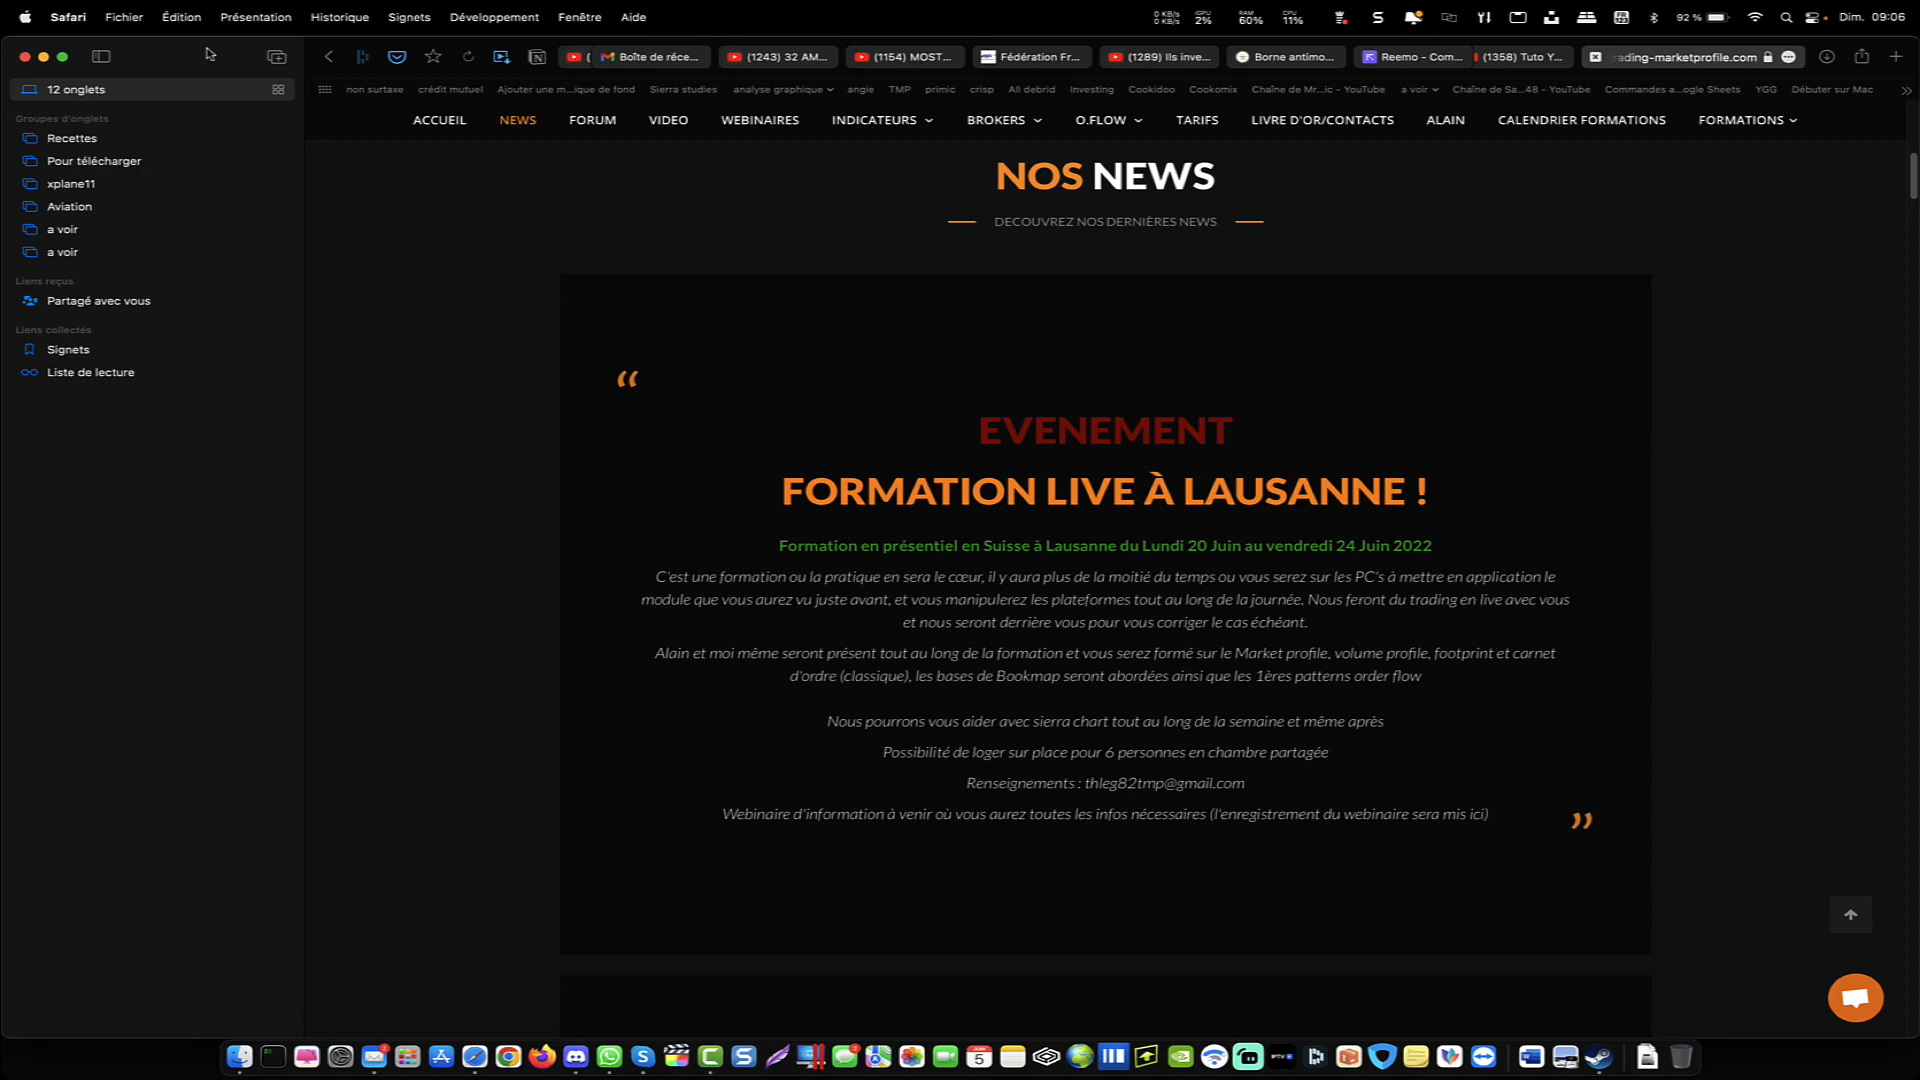 Safari Fichier Édition Présentation Historique Signets Développement Fenêtre Aide
0 KB/s 0 KB/s GPU 2% RAM 60% CPU 11% 92 % Dim. 09:06
Boîte de réce... (1243) 32 AM... (1154) MOST... Fédération Fr... (1289) Ils inve... Borne antimo... Reemo - Com... (1358) Tuto Y... rading-marketprofile.com
12 onglets
non surtaxe crédit mutuel Ajouter une m...ique de fond Sierra studies analyse graphique angie TMP primic crisp All debrid Investing Cookidoo Cookomix Chaîne de Mr...ic – YouTube a voir Chaîne de Sa...48 - YouTube Commandes a...ogle Sheets YGG Débuter sur Mac
Groupes d'onglets
Recettes
Pour télécharger
xplane11
Aviation
a voir
a voir
Liens reçus
Partagé avec vous
Liens collectés
Signets
Liste de lecture
ACCUEIL NEWS FORUM VIDEO WEBINAIRES INDICATEURS BROKERS O.FLOW TARIFS LIVRE D'OR/CONTACTS ALAIN CALENDRIER FORMATIONS FORMATIONS
NOS NEWS
DECOUVREZ NOS DERNIÈRES NEWS
“
EVENEMENT
FORMATION LIVE À LAUSANNE !
Formation en présentiel en Suisse à Lausanne du Lundi 20 Juin au vendredi 24 Juin 2022
C'est une formation ou la pratique en sera le cœur, il y aura plus de la moitié du temps ou vous serez sur les PC's à mettre en application le
module que vous aurez vu juste avant, et vous manipulerez les plateformes tout au long de la journée. Nous feront du trading en live avec vous
et nous seront derrière vous pour vous corriger le cas échéant.
Alain et moi même seront présent tout au long de la formation et vous serez formé sur le Market profile, volume profile, footprint et carnet
d'ordre (classique), les bases de Bookmap seront abordées ainsi que les 1ères patterns order flow
Nous pourrons vous aider avec sierra chart tout au long de la semaine et même après
Possibilité de loger sur place pour 6 personnes en chambre partagée
Renseignements : thleg82tmp@gmail.com
Webinaire d'information à venir où vous aurez toutes les infos nécessaires (l'enregistrement du webinaire sera mis ici)
”
5 IPTV